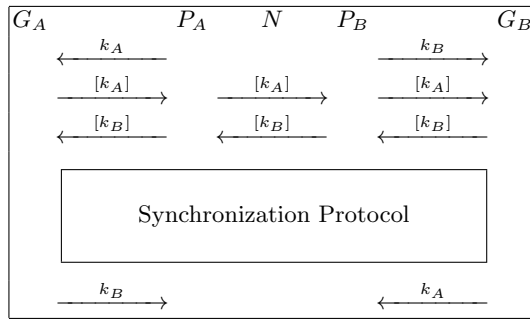 G_A P_A N P_B G_B
k_A k_B
[k_A] [k_A] [k_A]
[k_B] [k_B] [k_B]
Synchronization Protocol
k_B k_A